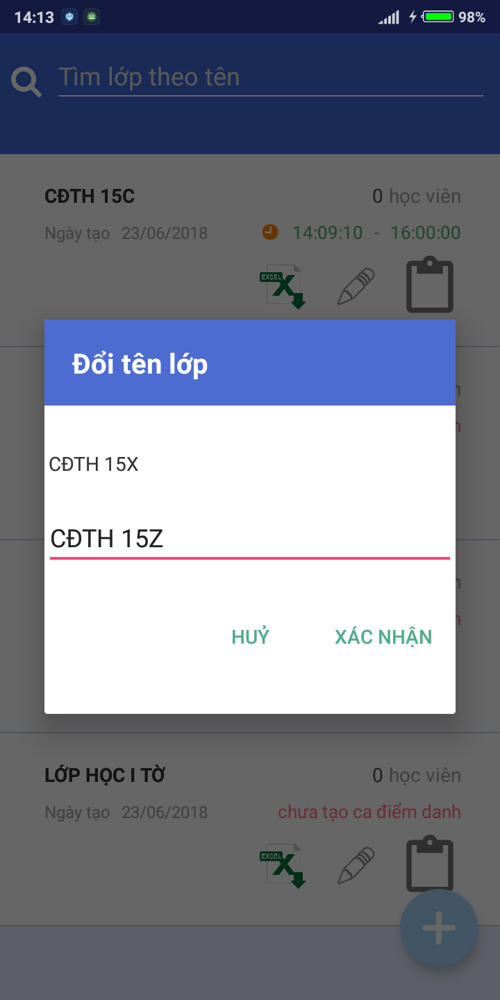 14:13 98%
Tìm lớp theo tên
CĐTH 15C 0 học viên
Ngày tạo 23/06/2018 14:09:10 - 16:00:00
EXCEL X
Đổi tên lớp
CĐTH 15X
CĐTH 15Z
HUỶ XÁC NHẬN
LỚP HỌC I TỜ 0 học viên
Ngày tạo 23/06/2018 chưa tạo ca điểm danh
EXCEL X